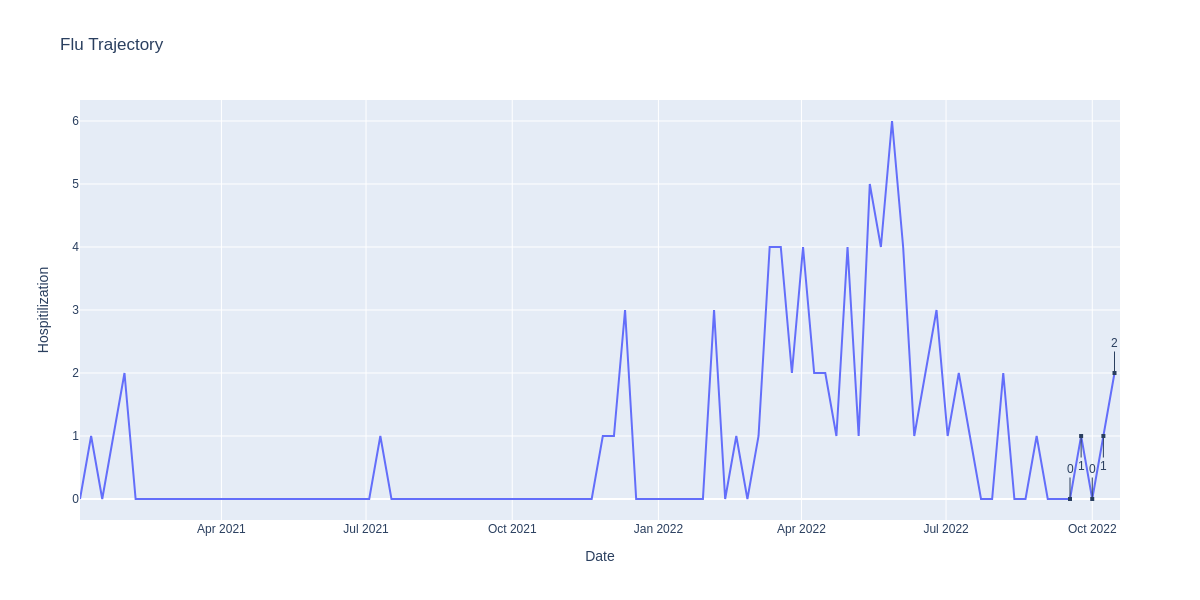 Flu Trajectory
Hospitilization
6
5
4
3
2
1
0
2
0
1
0
1
Apr 2021
Jul 2021
Oct 2021
Jan 2022
Apr 2022
Jul 2022
Oct 2022
Date